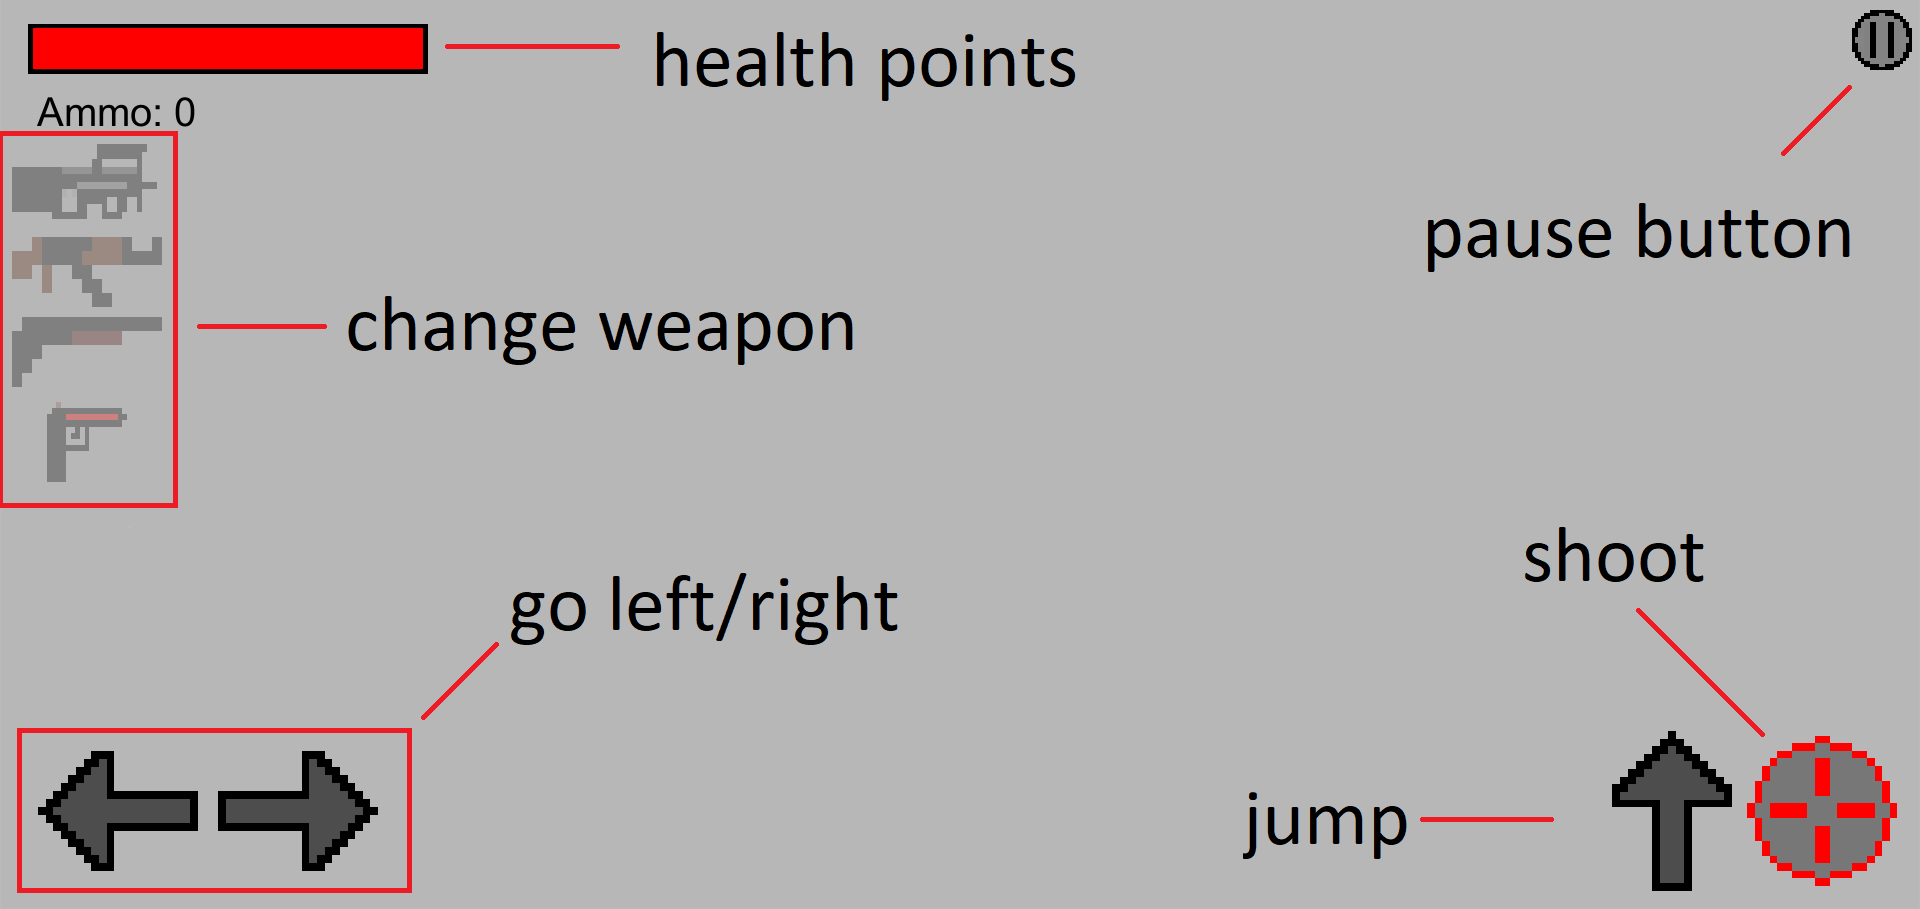 health points
Ammo: 0
pause button
change weapon
shoot
go left/right
jump